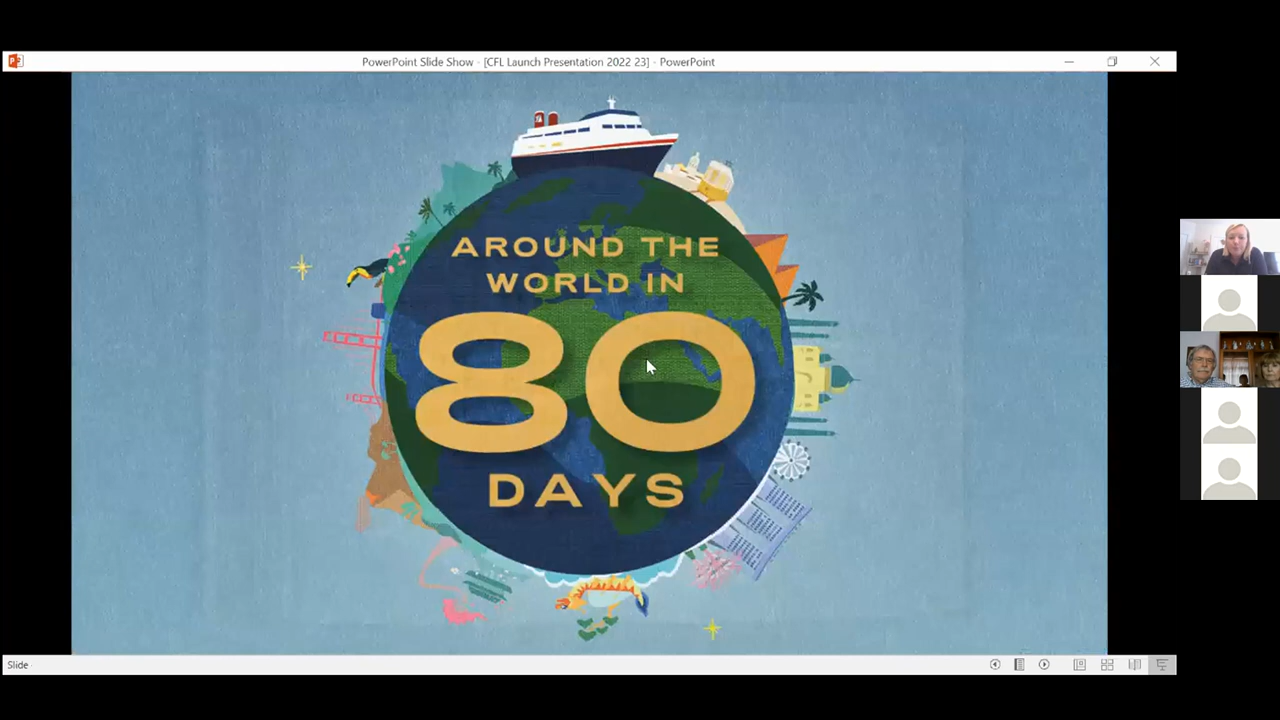 PowerPoint Slide Show - [CFL Launch Presentation 2022 23] - PowerPoint
AROUND THE
WORLD IN
80
DAYS
Slide